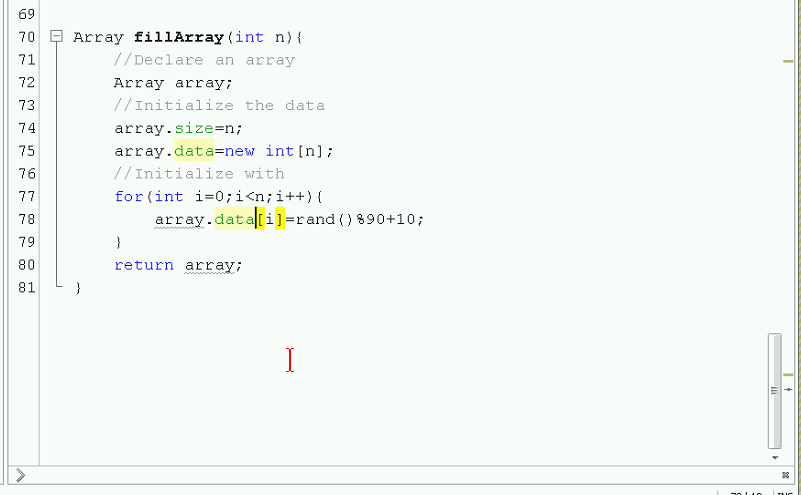 69
70 Array fillArray(int n){
71 //Declare an array
72 Array array;
73 //Initialize the data
74 array.size=n;
75 array.data=new int[n];
76 //Initialize with
77 for(int i=0;i<n;i++){
78 array.data[i]=rand()%90+10;
79 }
80 return array;
81 }